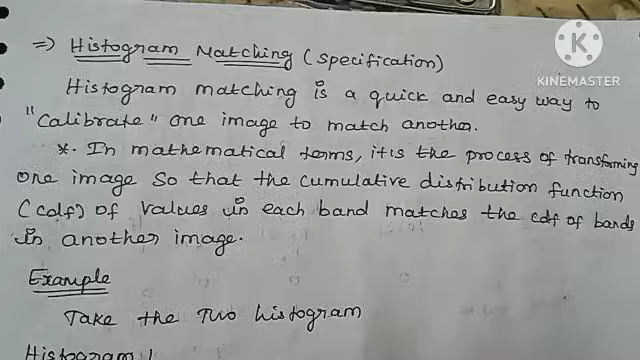 ⇒ Histogram Matching (Specification)
Histogram matching is a quick and easy way to
"Calibrate" one image to match another.
*. In mathematical terms, it is the process of transforming
one image so that the cumulative distribution function
(cdf) of values in each band matches the cdf of bands
in another image.
Example
Take the Two histogram
Histogram 1
K
KINEMASTER